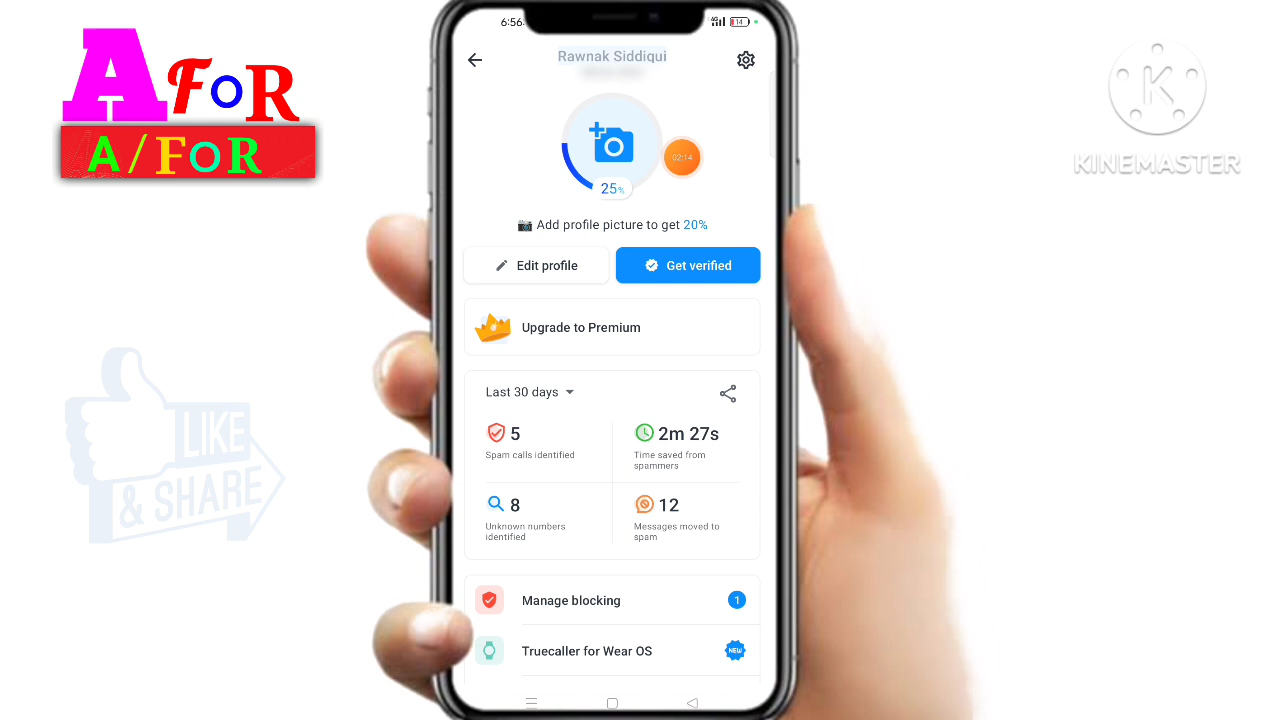 A FoR
A/FoR
LIKE
& SHARE
K
KINEMASTER
6:56
4G
14
Rawnak Siddiqui
02:14
25%
Add profile picture to get 20%
Edit profile
Get verified
Upgrade to Premium
Last 30 days
5
Spam calls identified
2m 27s
Time saved from
spammers
8
Unknown numbers
identified
12
Messages moved to
spam
Manage blocking
1
Truecaller for Wear OS
NEW